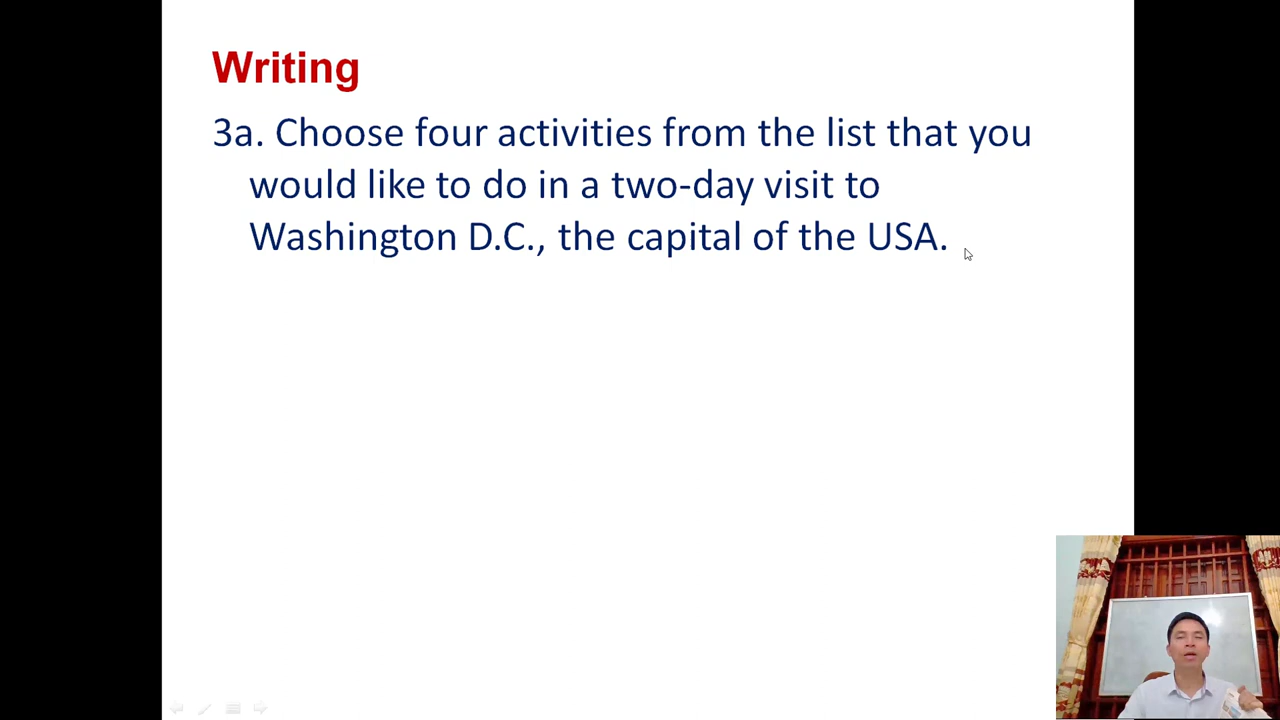 Writing
3a. Choose four activities from the list that you
would like to do in a two-day visit to
Washington D.C., the capital of the USA.